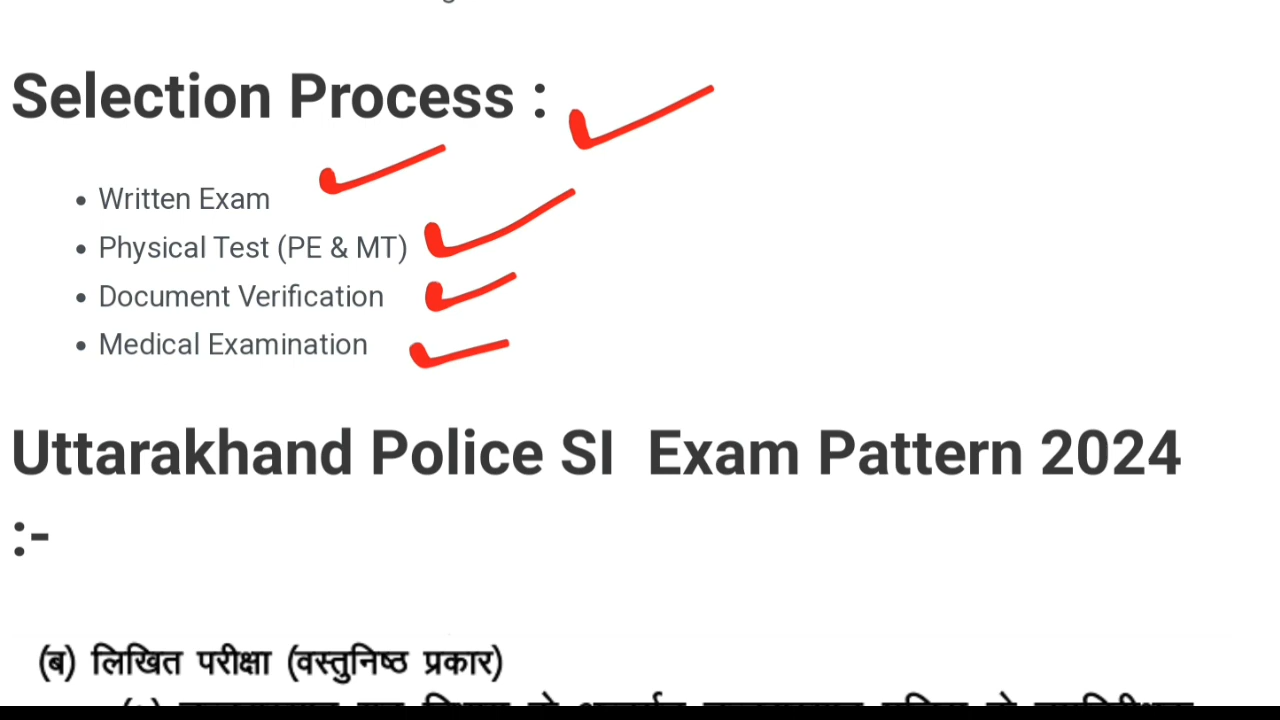 Selection Process :
Written Exam
Physical Test (PE & MT)
Document Verification
Medical Examination
Uttarakhand Police SI Exam Pattern 2024
:-
(ब) लिखित परीक्षा (वस्तुनिष्ठ प्रकार)